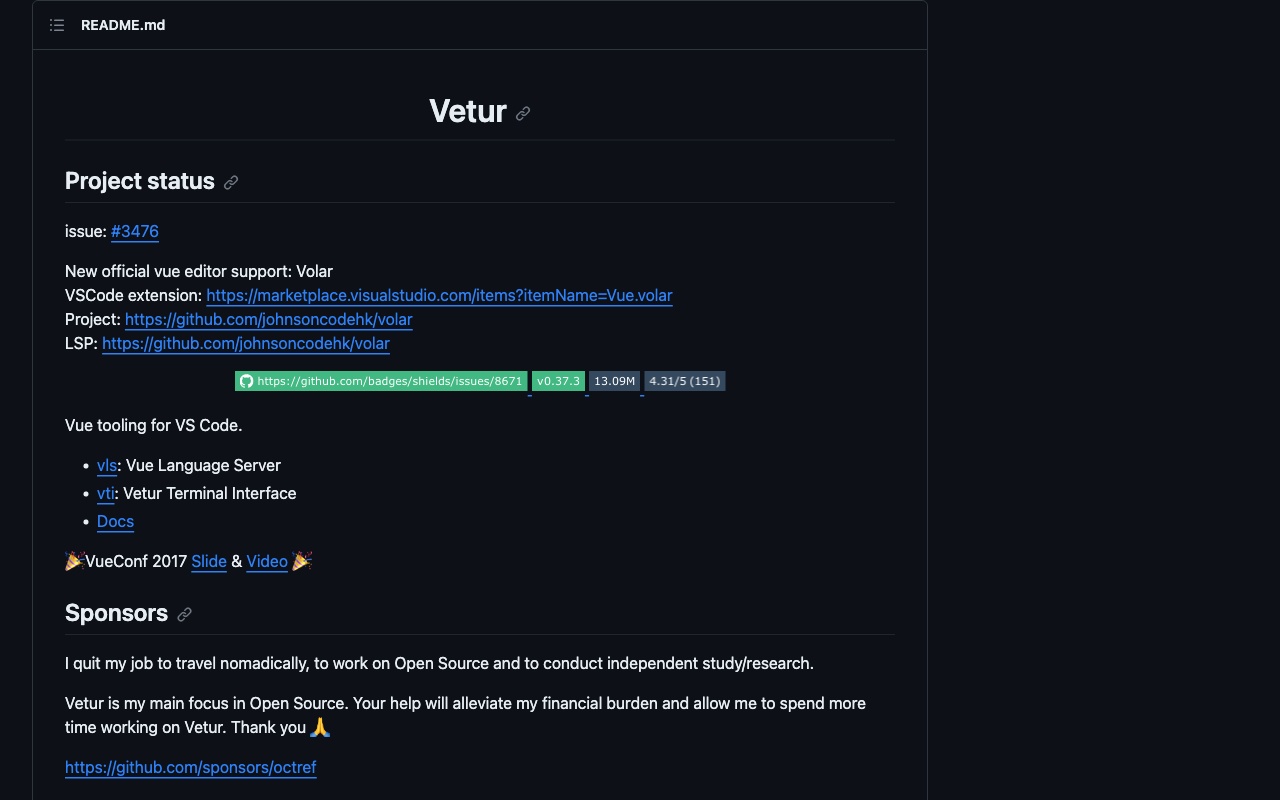 README.md
Vetur
Project status
issue: #3476
New official vue editor support: Volar
VSCode extension: https://marketplace.visualstudio.com/items?itemName=Vue.volar
Project: https://github.com/johnsoncodehk/volar
LSP: https://github.com/johnsoncodehk/volar
https://github.com/badges/shields/issues/8671 v0.37.3 13.09M 4.31/5 (151)
Vue tooling for VS Code.
• vls: Vue Language Server
• vti: Vetur Terminal Interface
• Docs
🎉VueConf 2017 Slide & Video 🎉
Sponsors
I quit my job to travel nomadically, to work on Open Source and to conduct independent study/research.
Vetur is my main focus in Open Source. Your help will alleviate my financial burden and allow me to spend more
time working on Vetur. Thank you 🙏
https://github.com/sponsors/octref